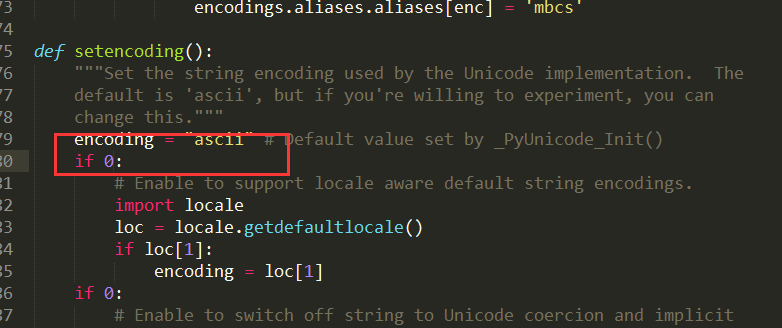 73 encodings.aliases.aliases[enc] = 'mbcs'
74
75 def setencoding():
76 """Set the string encoding used by the Unicode implementation.  The
77 default is 'ascii', but if you're willing to experiment, you can
78 change this."""
79 encoding = "ascii" # Default value set by _PyUnicode_Init()
80 if 0:
81 # Enable to support locale aware default string encodings.
82 import locale
83 loc = locale.getdefaultlocale()
84 if loc[1]:
85 encoding = loc[1]
86 if 0:
87 # Enable to switch off string to Unicode coercion and implicit